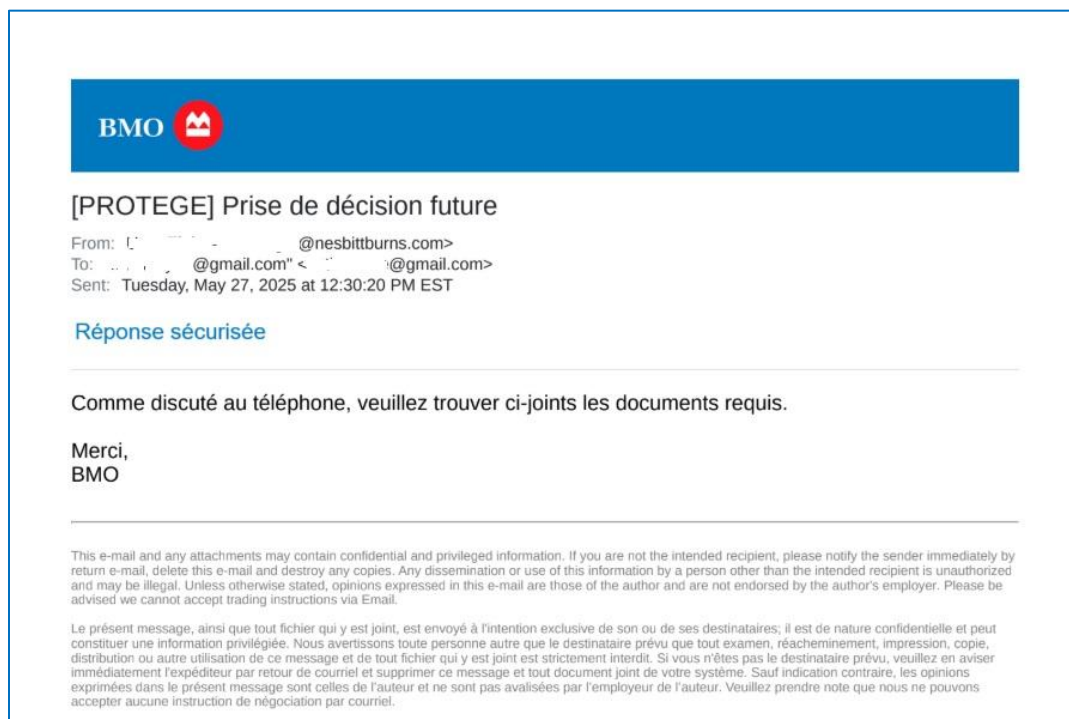 BMO
[PROTEGE] Prise de décision future
From: @nesbittburns.com>
To: @gmail.com" < @gmail.com>
Sent: Tuesday, May 27, 2025 at 12:30:20 PM EST
Réponse sécurisée
Comme discuté au téléphone, veuillez trouver ci-joints les documents requis.
Merci,
BMO
This e-mail and any attachments may contain confidential and privileged information. If you are not the intended recipient, please notify the sender immediately by
return e-mail, delete this e-mail and destroy any copies. Any dissemination or use of this information by a person other than the intended recipient is unauthorized
and may be illegal. Unless otherwise stated, opinions expressed in this e-mail are those of the author and are not endorsed by the author's employer. Please be
advised we cannot accept trading instructions via Email.
Le présent message, ainsi que tout fichier qui y est joint, est envoyé à l'intention exclusive de son ou de ses destinataires; il est de nature confidentielle et peut
constituer une information privilégiée. Nous avertissons toute personne autre que le destinataire prévu que tout examen, réacheminement, impression, copie,
distribution ou autre utilisation de ce message et de tout fichier qui y est joint est strictement interdit. Si vous n'êtes pas le destinataire prévu, veuillez en aviser
immédiatement l'expéditeur par retour de courriel et supprimer ce message et tout document joint de votre système. Sauf indication contraire, les opinions
exprimées dans le présent message sont celles de l'auteur et ne sont pas avalisées par l'employeur de l'auteur. Veuillez prendre note que nous ne pouvons
accepter aucune instruction de négociation par courriel.